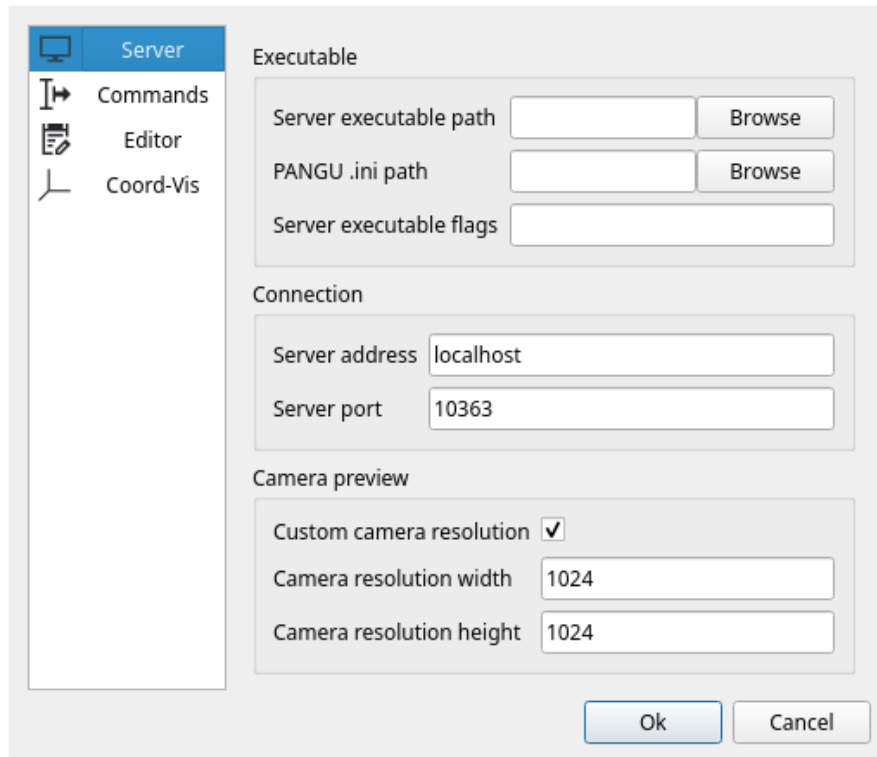 Server
Commands
Editor
Coord-Vis
Executable
Server executable path
Browse
PANGU .ini path
Browse
Server executable flags
Connection
Server address localhost
Server port 10363
Camera preview
Custom camera resolution
Camera resolution width 1024
Camera resolution height 1024
Ok
Cancel